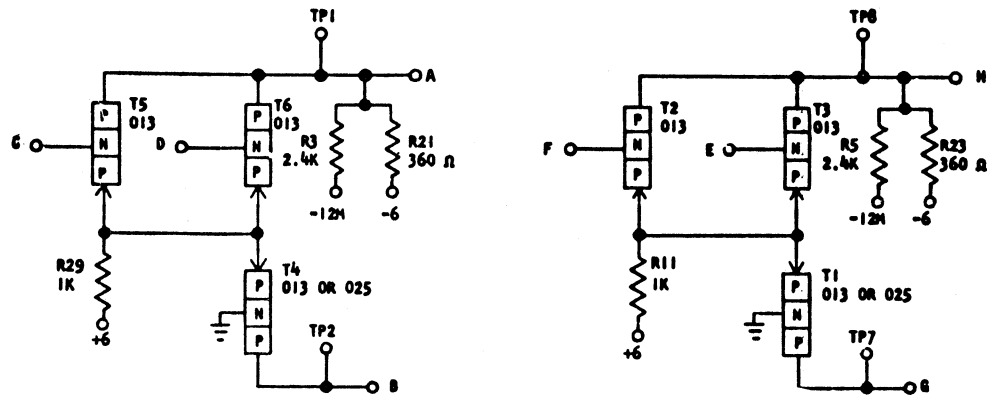 TP1
A
T5
013
P
N
P
C
T6
013
P
N
P
D
R3
2.4K
-12M
R21
360 Ω
-6
R29
1K
+6
T4
013 OR 025
P
N
P
TP2
B
TP8
H
T2
013
P
N
P
F
T3
013
P
N
P
E
R5
2.4K
-12M
R23
360 Ω
-6
R11
1K
+6
T1
013 OR 025
P
N
P
TP7
G